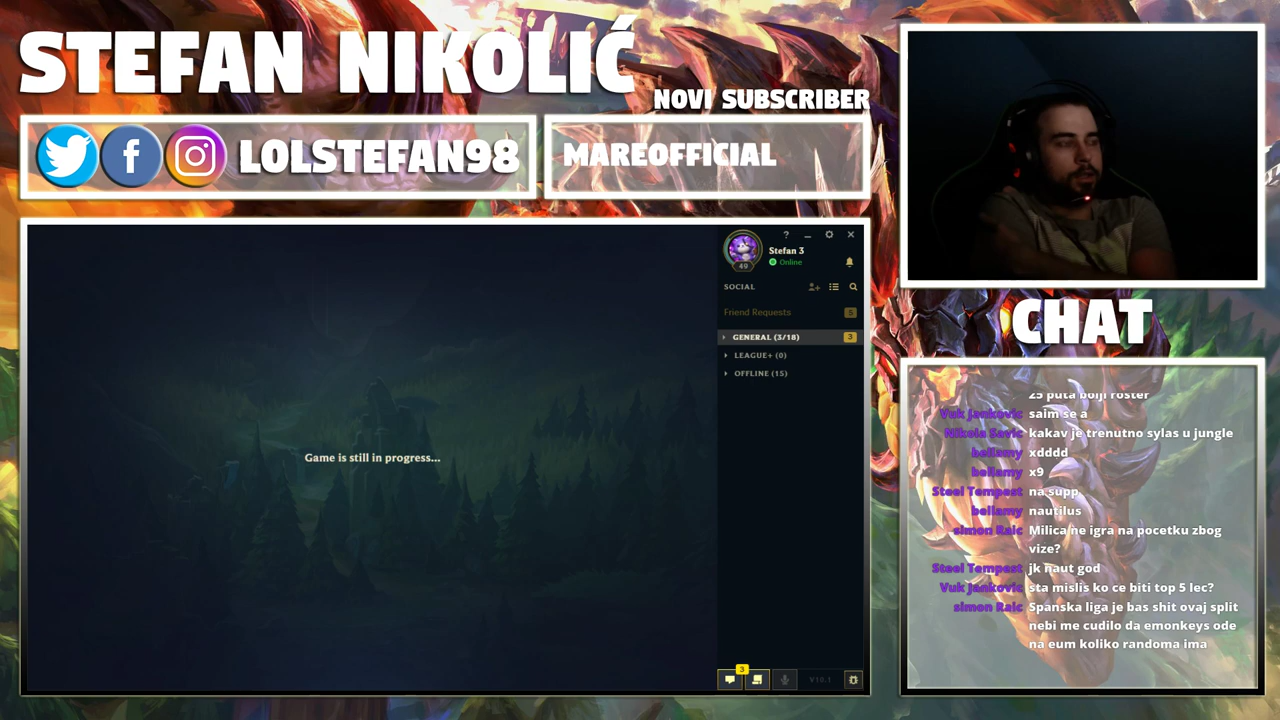 STEFAN NIKOLIĆ
NOVI SUBSCRIBER
LOLSTEFAN98
MAREOFFICIAL
?
Stefan 3
49
Online
SOCIAL
Friend Requests 5
GENERAL (3/18) 3
LEAGUE+ (0)
OFFLINE (15)
Game is still in progress...
3
V10.1
CHAT
25 puta bolji roster
Vuk Jankovic saim se a
Nikola Savic kakav je trenutno sylas u jungle
bellamy xdddd
bellamy x9
Steel Tempest na supp
bellamy nautilus
simon Raic Milica ne igra na pocetku zbog
vize?
Steel Tempest jk naut god
Vuk Jankovic sta mislis ko ce biti top 5 lec?
simon Raic Spanska liga je bas shit ovaj split
nebi me cudilo da emonkeys ode
na eum koliko randoma ima